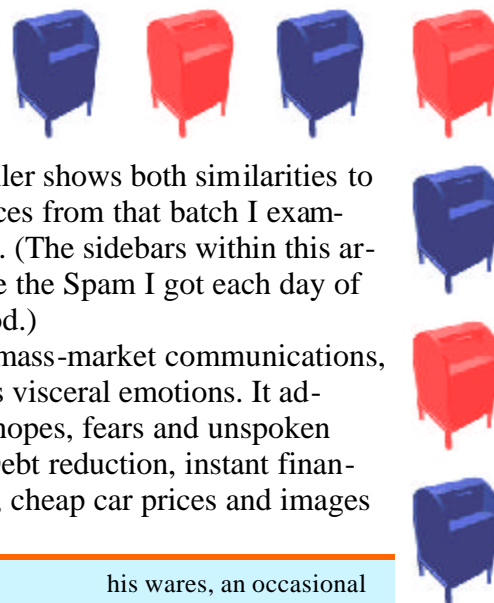 ler shows both similarities to
ces from that batch I exam-
. (The sidebars within this ar-
e the Spam I got each day of
od.)
mass-market communications,
s visceral emotions. It ad-
hopes, fears and unspoken
ebt reduction, instant finan-
, cheap car prices and images
his wares, an occasional